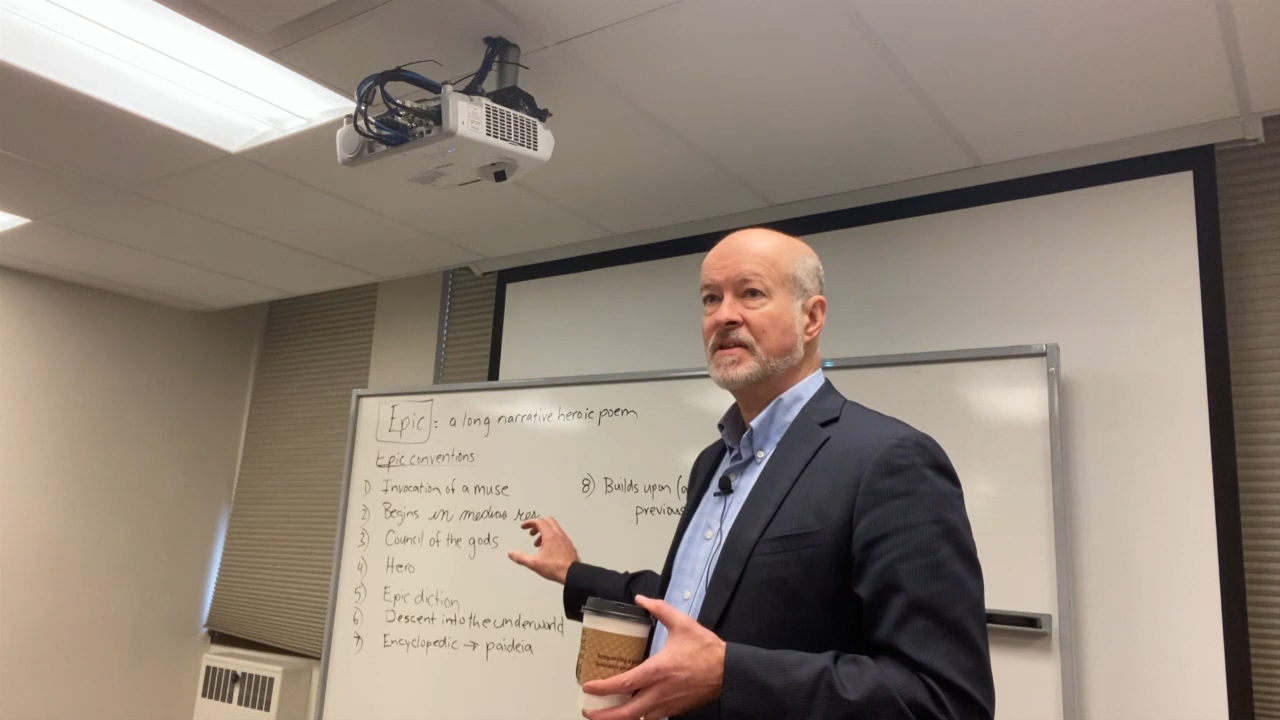 Epic : a long narrative heroic poem
Epic conventions
1) Invocation of a muse
2) Begins in medias res
3) Council of the gods
4) Hero
5) Epic diction
6) Descent into the underworld
7) Encyclopedic → paideia
8) Builds upon (a
previous